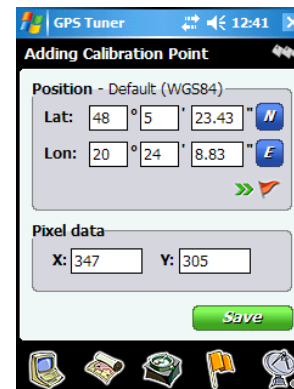 GPS Tuner 12:41
Adding Calibration Point
Position - Default (WGS84)
Lat: 48 ° 5 ' 23.43 " N
Lon: 20 ° 24 ' 8.83 " E
Pixel data
X: 347 Y: 305
Save